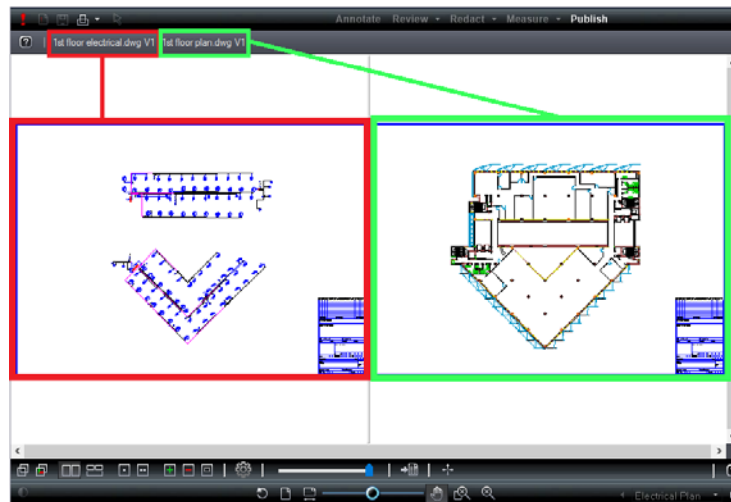 Annotate Review Redact Measure Publish
1st floor electrical.dwg V1 1st floor plan.dwg V1
Electrical Plan